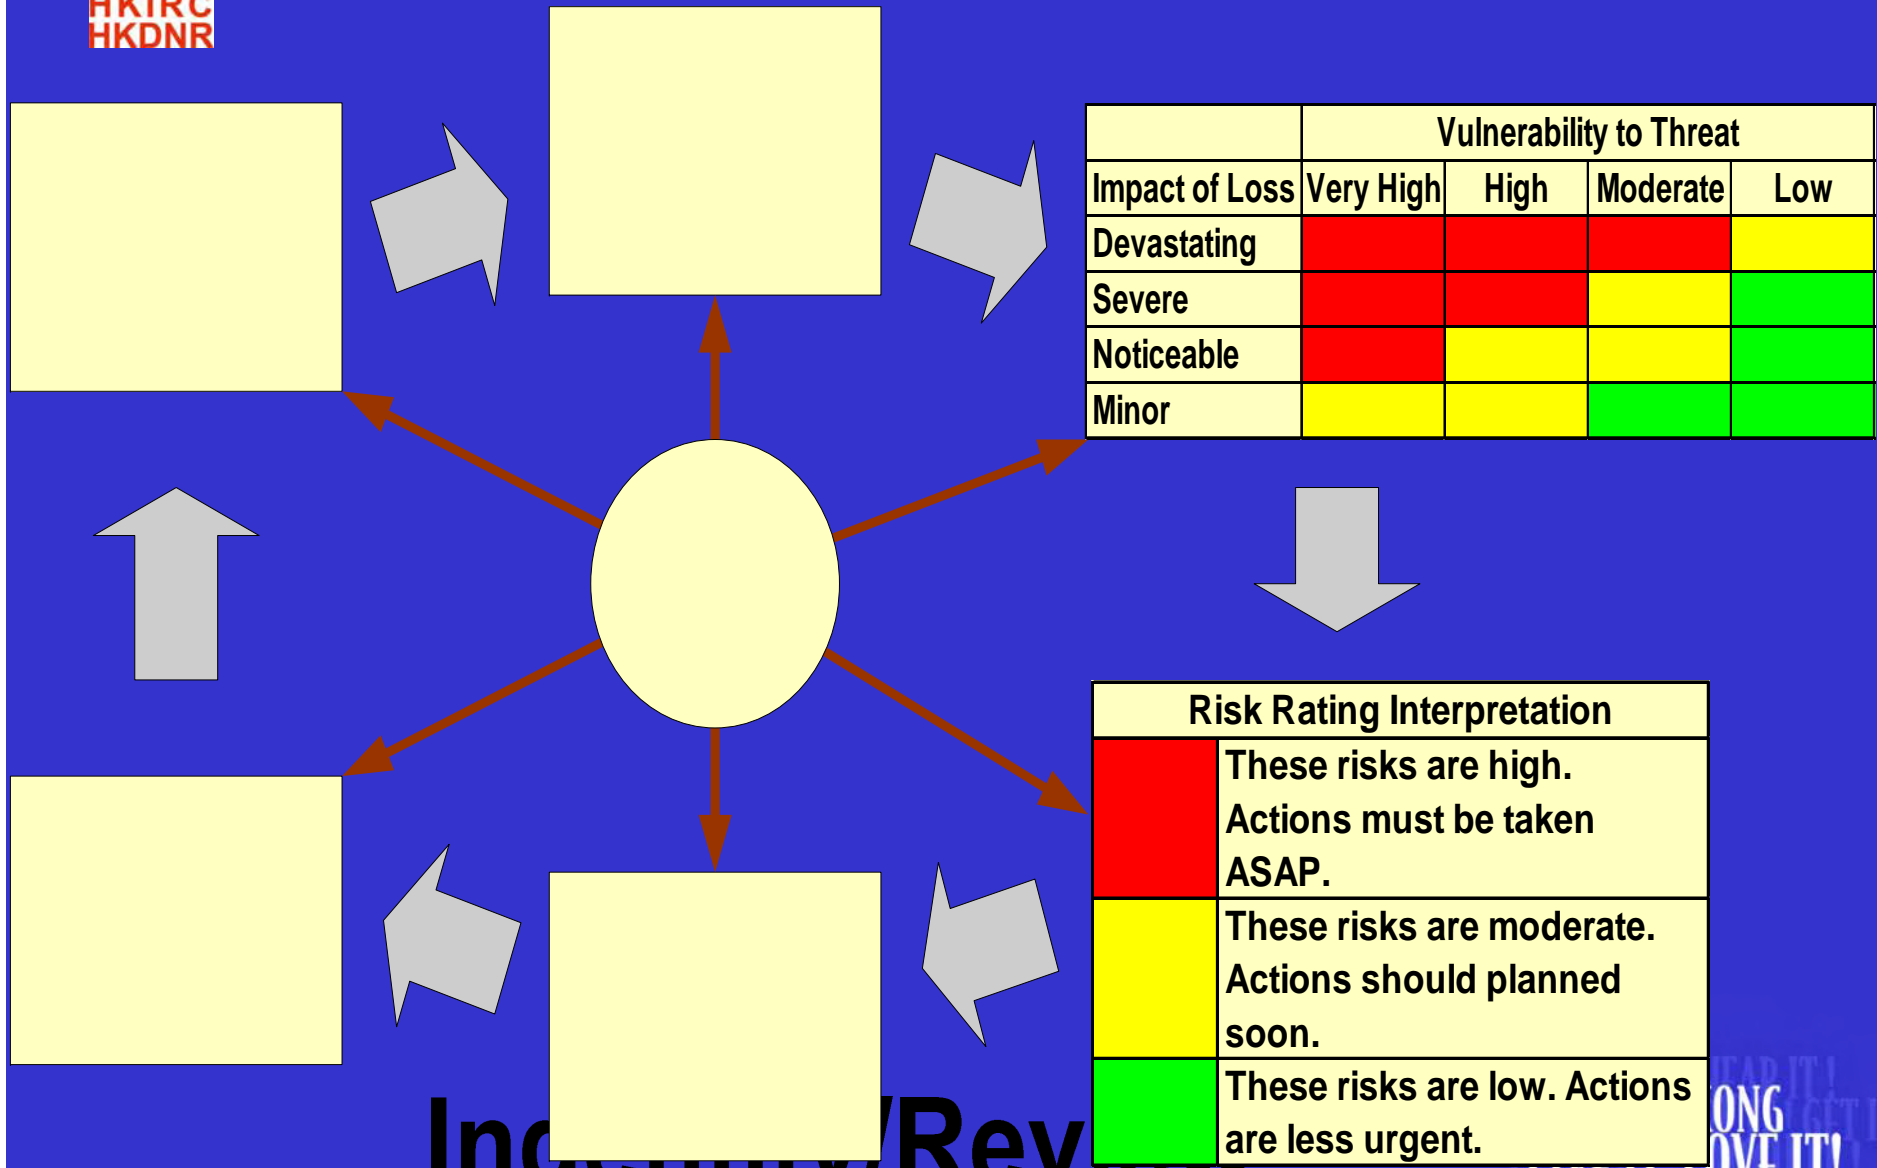 HKIRC
HKDNR
Vulnerability to Threat
Impact of Loss Very High High Moderate Low
Devastating
Severe
Noticeable
Minor
Risk Rating Interpretation
These risks are high.
Actions must be taken
ASAP.
These risks are moderate.
Actions should planned
soon.
These risks are low. Actions
are less urgent.
IT!